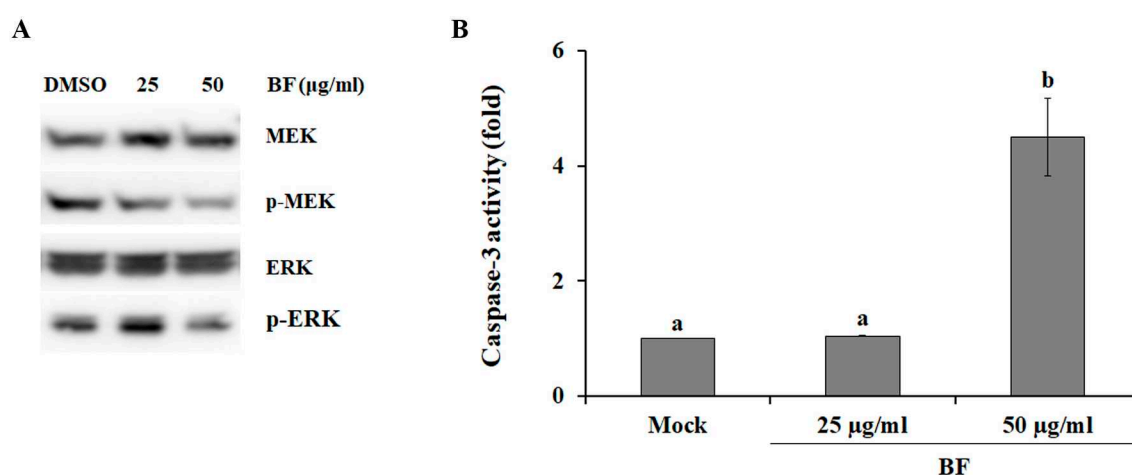 A
DMSO 25 50 BF (μg/ml)
MEK
p-MEK
ERK
p-ERK
B
Caspase-3 activity (fold)
6
4
2
0
a
a
b
Mock
25 μg/ml
50 μg/ml
BF